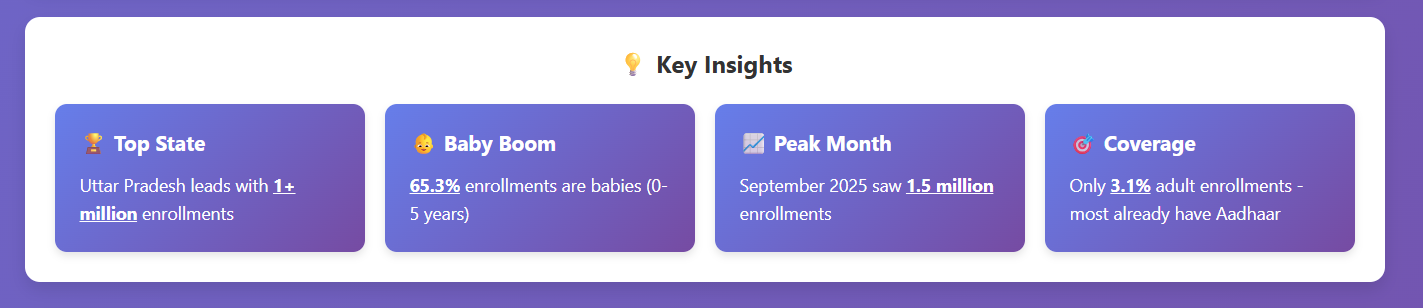 💡 Key Insights
🏆 Top State
Uttar Pradesh leads with 1+
million enrollments
👶 Baby Boom
65.3% enrollments are babies (0-
5 years)
📈 Peak Month
September 2025 saw 1.5 million
enrollments
🎯 Coverage
Only 3.1% adult enrollments -
most already have Aadhaar